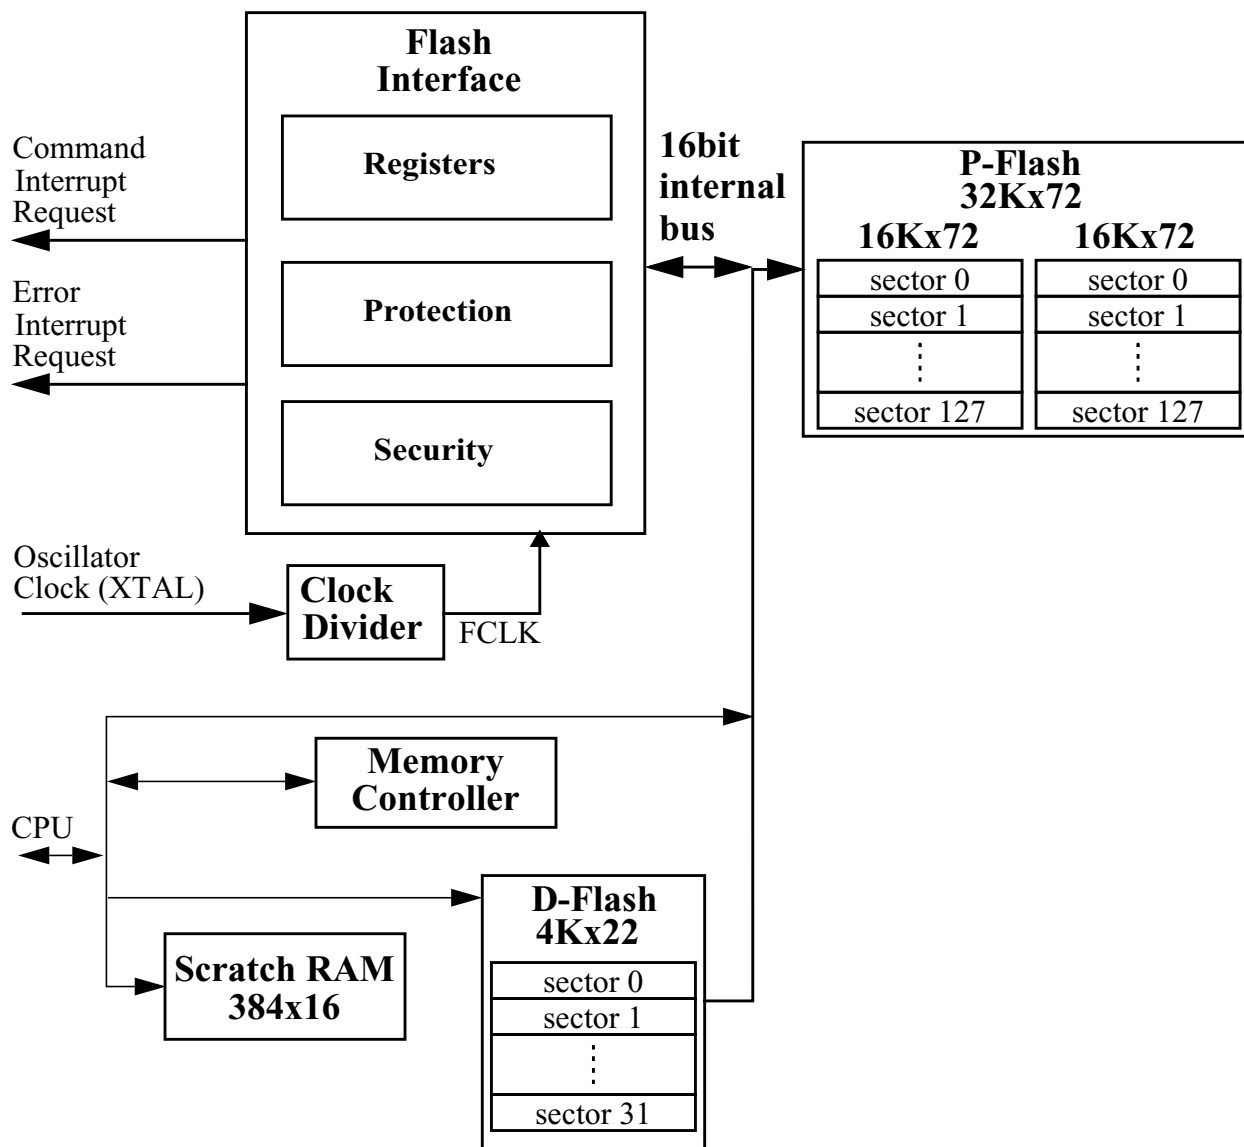 Flash
Interface
Registers
Protection
Security
Command
Interrupt
Request
Error
Interrupt
Request
16bit
internal
bus
P-Flash
32Kx72
16Kx72 16Kx72
sector 0 sector 0
sector 1 sector 1
sector 127 sector 127
Oscillator
Clock (XTAL)
Clock
Divider
FCLK
Memory
Controller
CPU
D-Flash
4Kx22
sector 0
sector 1
sector 31
Scratch RAM
384x16